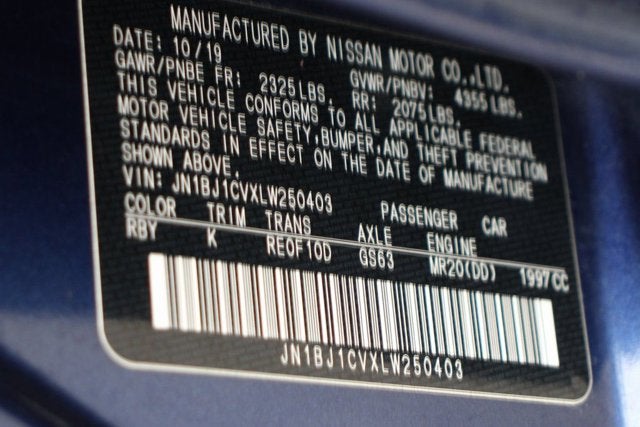 MANUFACTURED BY NISSAN MOTOR CO.,LTD.
DATE: 10/19 GVWR/PNBV: 4355LBS.
GAWR/PNBE FR: 2325LBS. RR: 2075LBS.
THIS VEHICLE CONFORMS TO ALL APPLICABLE FEDERAL
MOTOR VEHICLE SAFETY,BUMPER,AND THEFT PREVENTION
STANDARDS IN EFFECT ON THE DATE OF MANUFACTURE
SHOWN ABOVE.
VIN: JN1BJ1CVXLW250403 PASSENGER CAR
COLOR TRIM TRANS AXLE ENGINE
RBY K REOF10D GS63 MR20(DD) 1997CC
JN1BJ1CVXLW250403